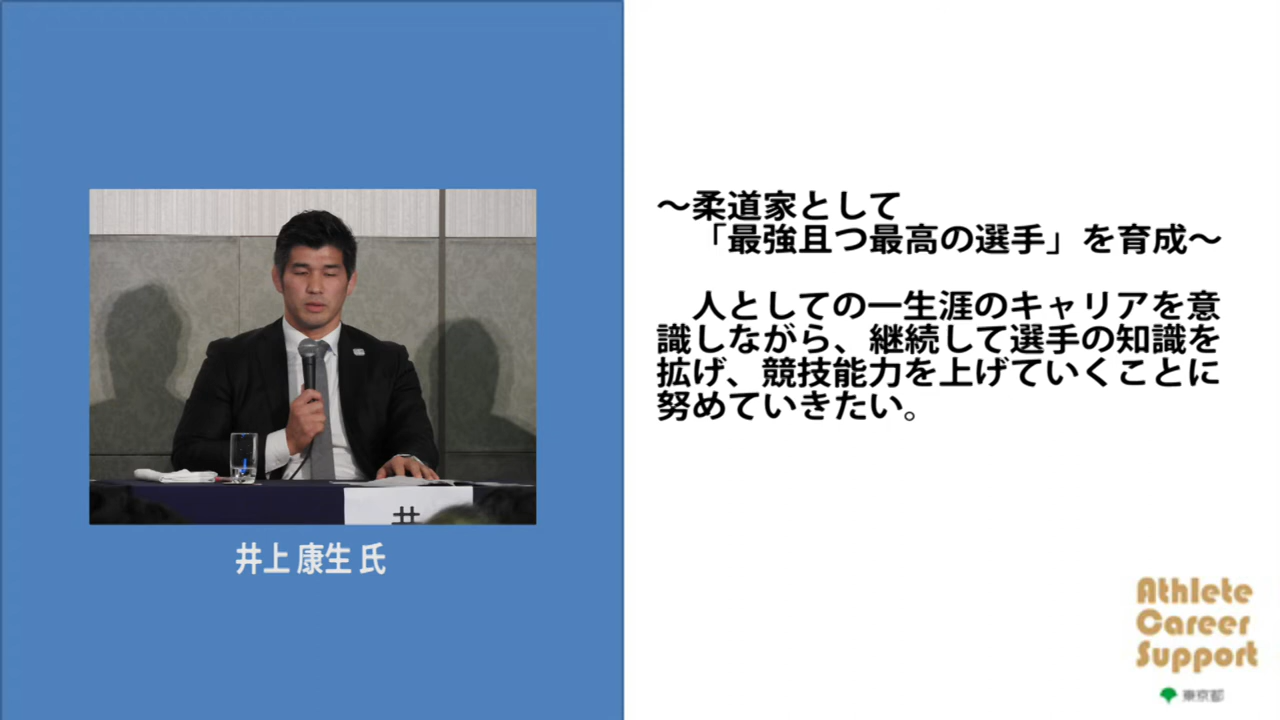 井
井上 康生 氏
～柔道家として
「最強且つ最高の選手」を育成～
人としての一生涯のキャリアを意
識しながら、継続して選手の知識を
拡げ、競技能力を上げていくことに
努めていきたい。
Athlete
Career
Support
東京都